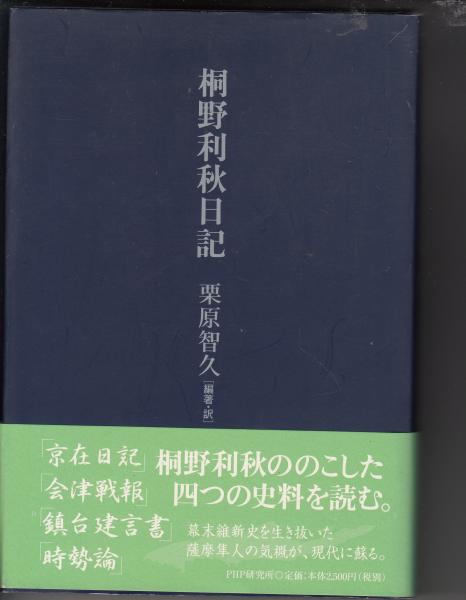 桐野利秋日記
栗原智久[編著・訳]
桐野利秋ののこした
四つの史料を読む。
「京在日記」
「会津戦報」
「鎮台建言書」
「時勢論」
幕末維新史を生き抜いた
薩摩隼人の気概が、現代に蘇る。
PHP研究所◎定価:本体2,500円(税別)